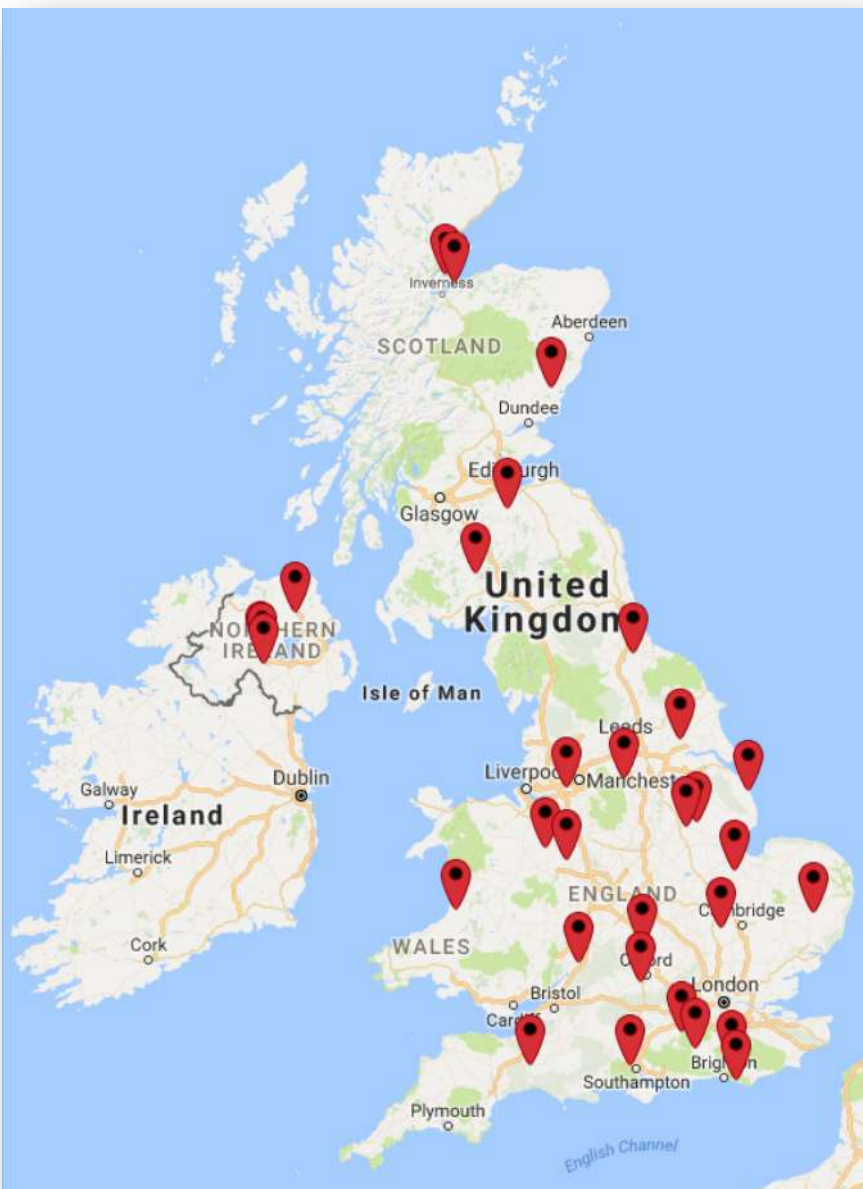 Inverness
Aberdeen
SCOTLAND
Dundee
Edinburgh
Glasgow
United
Kingdom
NORTHERN
IRELAND
Isle of Man
Leeds
Liverpool
Manchest
Dublin
Galway
Ireland
Limerick
ENGLAND
Cambridge
Cork
WALES
Oxford
London
Bristol
Cardiff
Brighton
Southampton
Plymouth
English Channel